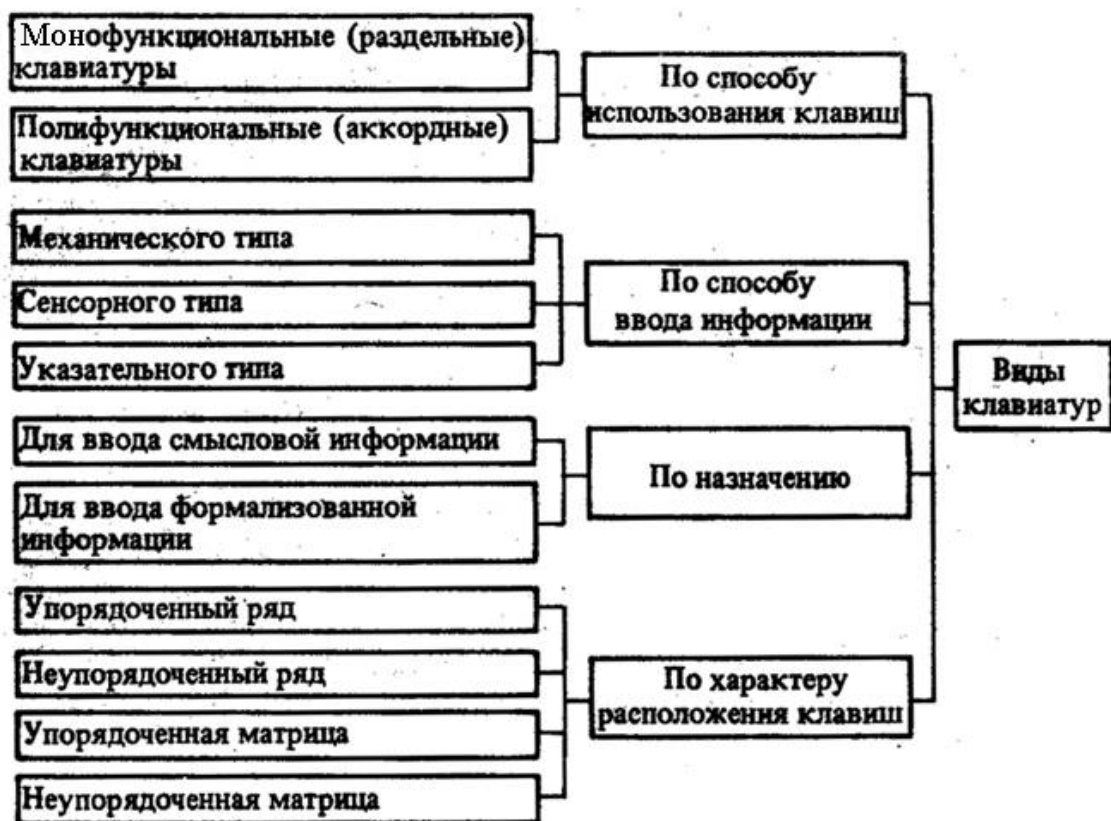 Монофункциональные (раздельные)
клавиатуры
Полифункциональные (аккордные)
клавиатуры
По способу
использования клавиш
Механического типа
Сенсорного типа
Указательного типа
По способу
ввода информации
Виды
клавиатур
Для ввода смысловой информации
Для ввода формализованной
информации
По назначению
Упорядоченный ряд
Неупорядоченный ряд
Упорядоченная матрица
Неупорядоченная матрица
По характеру
расположения клавиш